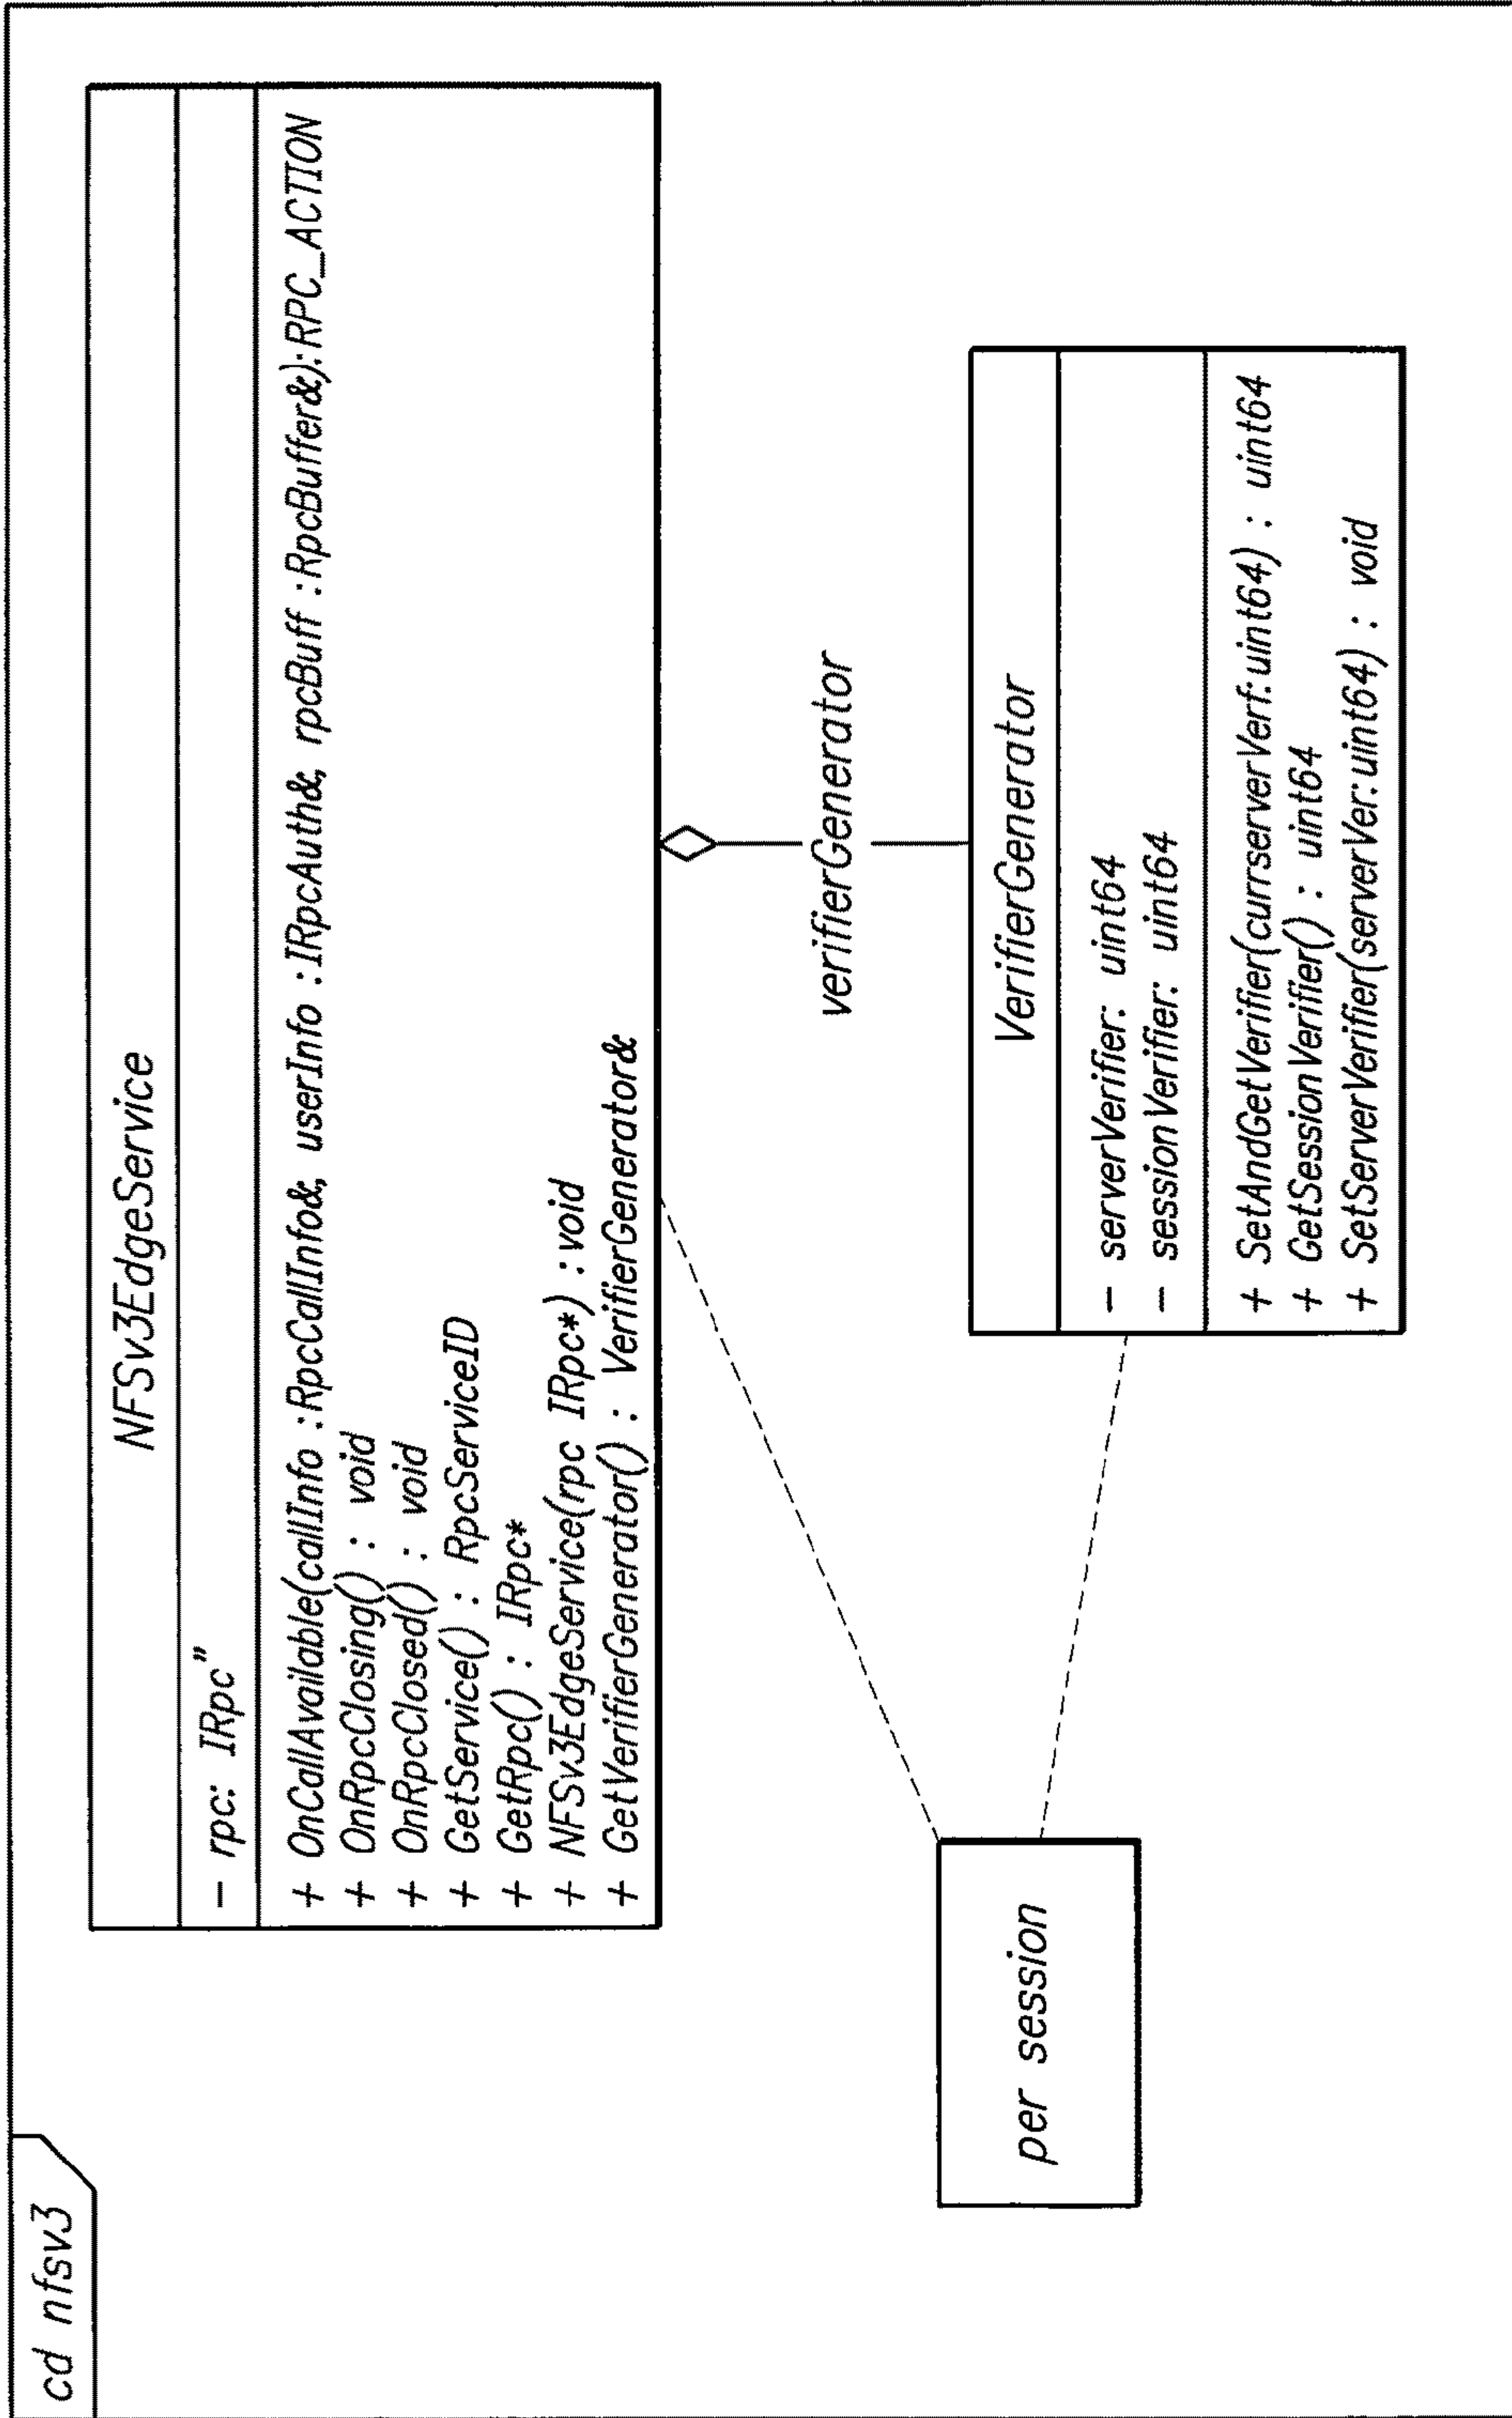 cd nfsv3
NFSv3EdgeService
- rpc: IRpc"
+ OnCallAvailable(callInfo :RpcCallInfo&, userInfo :IRpcAuth&, rpcBuff :RpcBuffer&):RPC_ACTION
+ OnRpcClosing() : void
+ OnRpcClosed() : void
+ GetService() : RpcServiceID
+ GetRpc() : IRpc*
+ NFSv3EdgeService(rpc IRpc*) :void
+ GetVerifierGenerator() : VerifierGenerator&
verifierGenerator
per session
VerifierGenerator
- serverVerifier: uint64
- sessionVerifier: uint64
+ SetAndGetVerifier(currserverVerf:uint64) : uint64
+ GetSessionVerifier() : uint64
+ SetServerVerifier(serverVer:uint64) : void